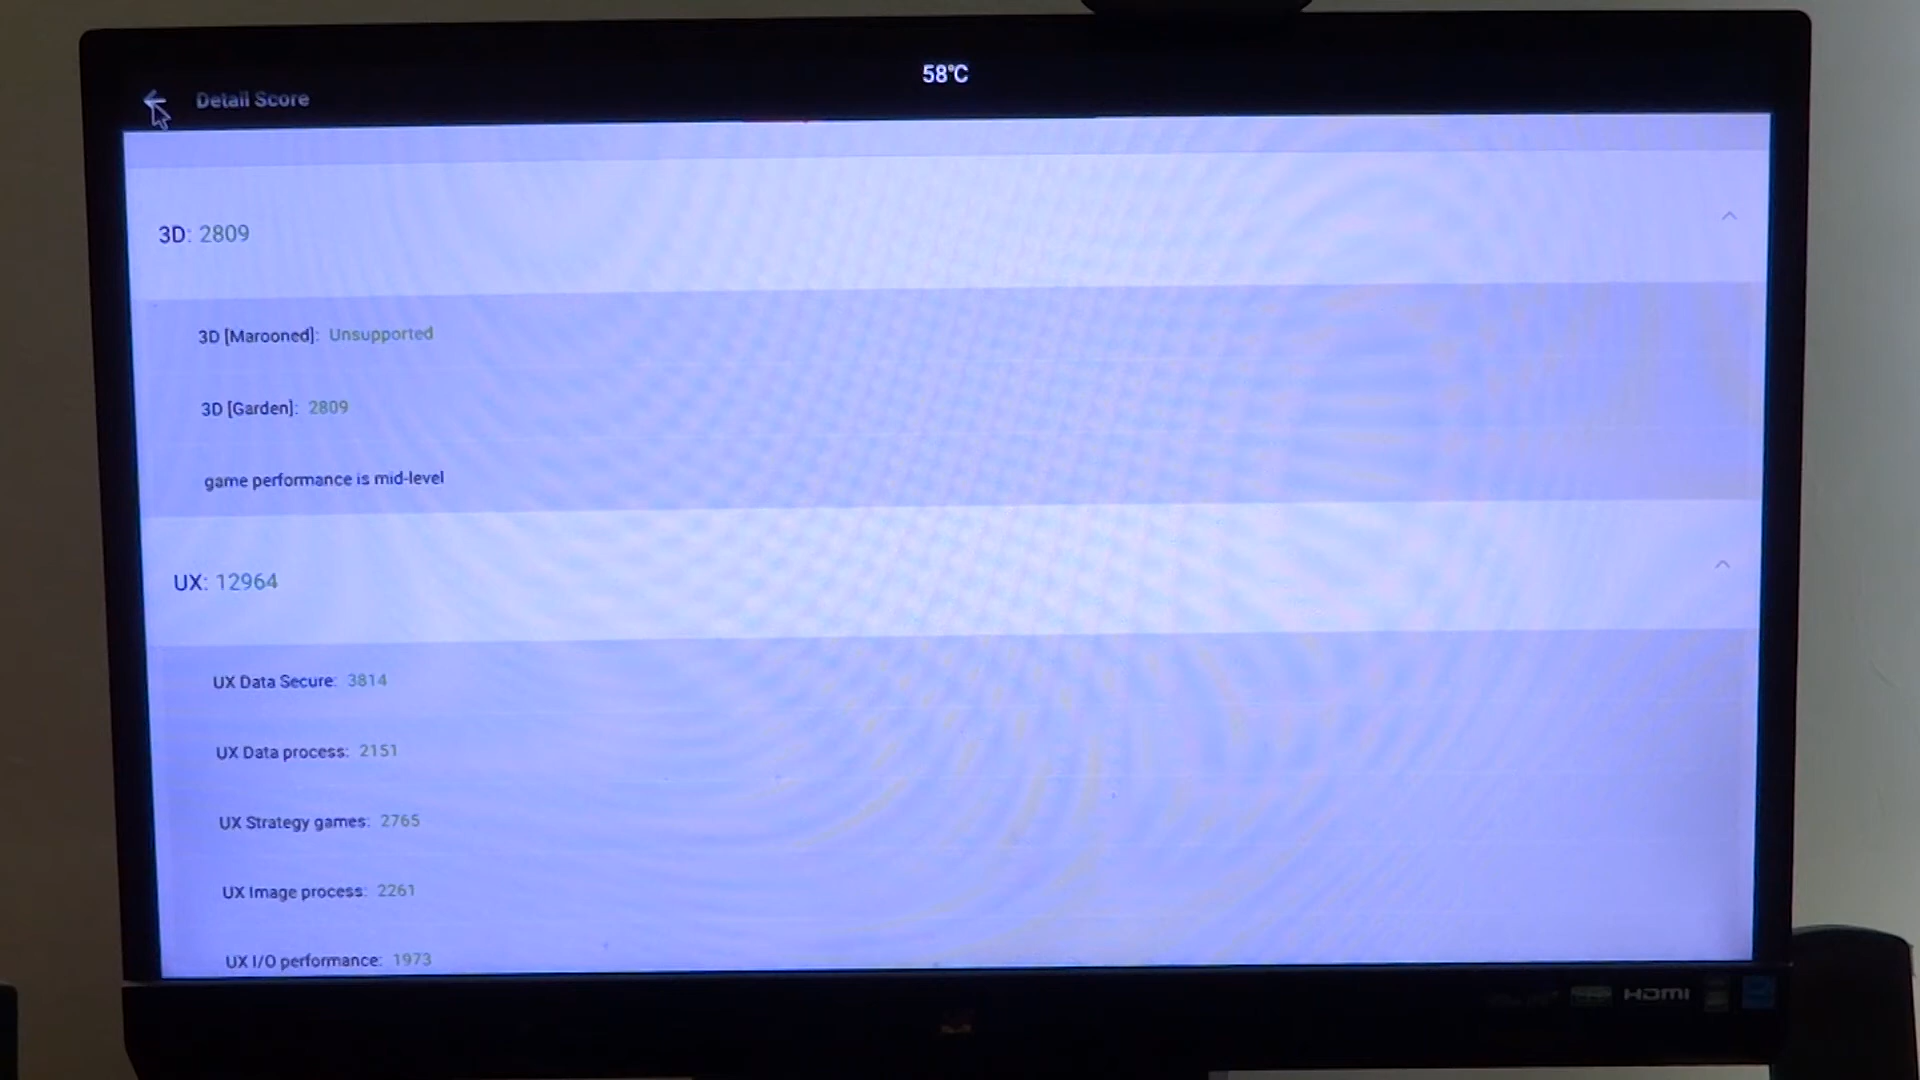 58°C
Detail Score
3D: 2809
3D [Marooned]: Unsupported
3D [Garden]: 2809
game performance is mid-level
UX: 12964
UX Data Secure: 3814
UX Data process: 2151
UX Strategy games: 2765
UX Image process: 2261
UX I/O performance: 1973
HDMI